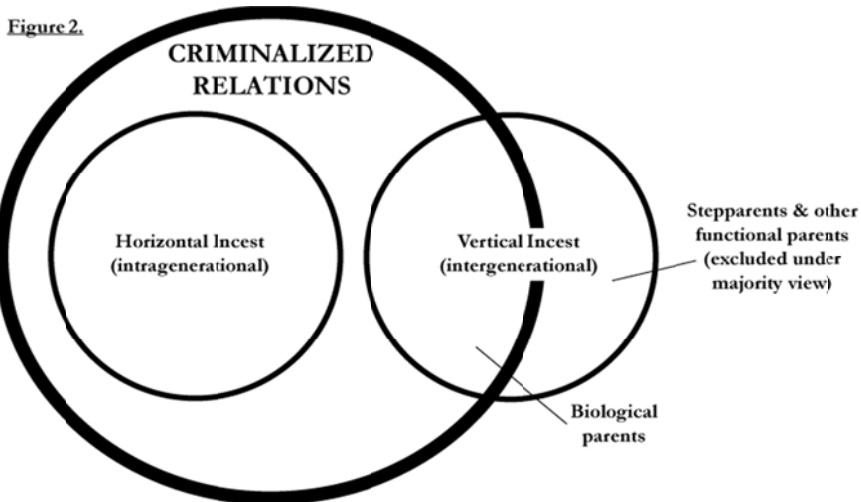 Figure 2.
CRIMINALIZED
RELATIONS
Horizontal Incest
(intragenerational)
Vertical Incest
(intergenerational)
Stepparents & other
functional parents
(excluded under
majority view)
Biological
parents